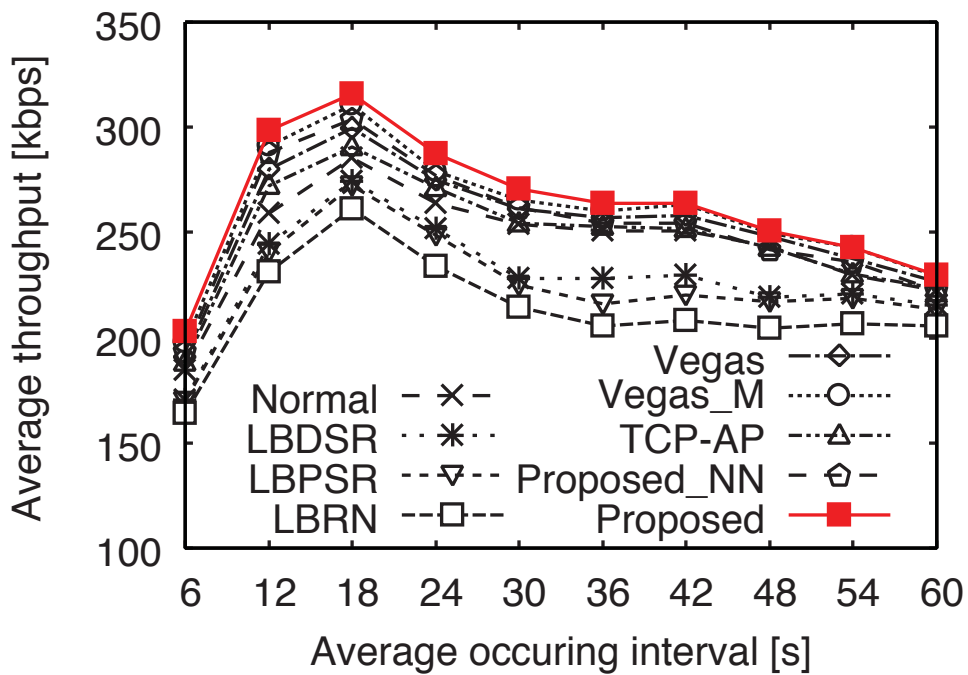 Average throughput [kbps]
350
300
250
200
150
100
Normal
LBDSR
LBPSR
LBRN
Vegas
Vegas_M
TCP-AP
Proposed_NN
Proposed
6 12 18 24 30 36 42 48 54 60
Average occuring interval [s]